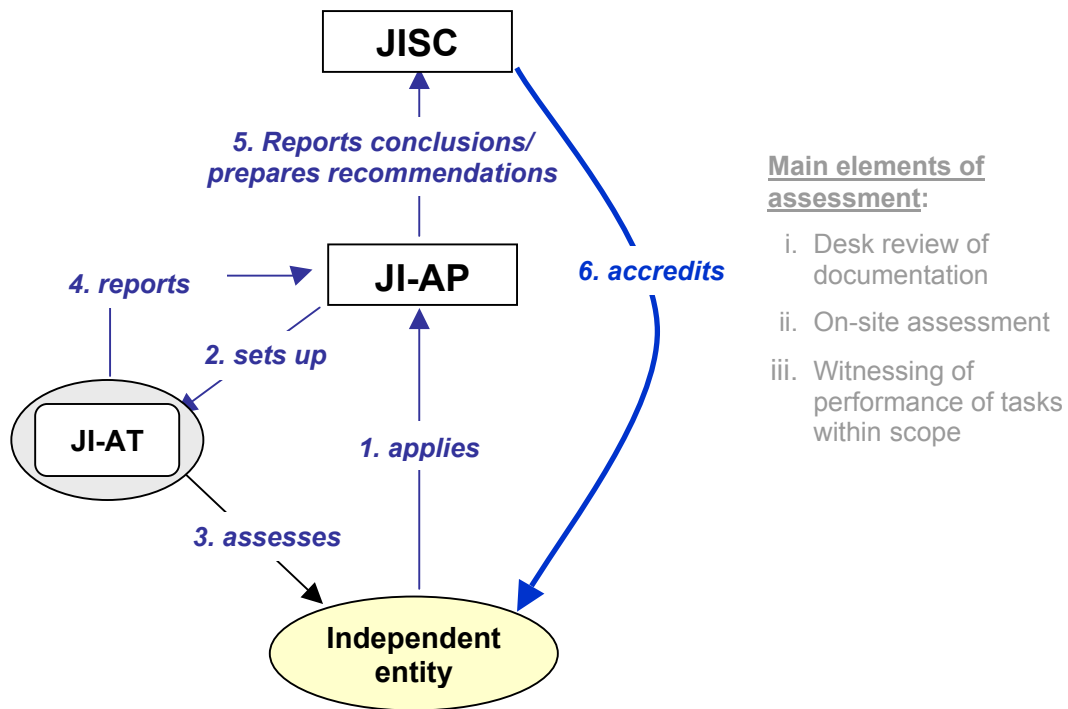 JISC
5. Reports conclusions/
prepares recommendations
JI-AP
4. reports
6. accredits
2. sets up
JI-AT
1. applies
3. assesses
Independent
entity
Main elements of
assessment:
i. Desk review of
documentation
ii. On-site assessment
iii. Witnessing of
performance of tasks
within scope